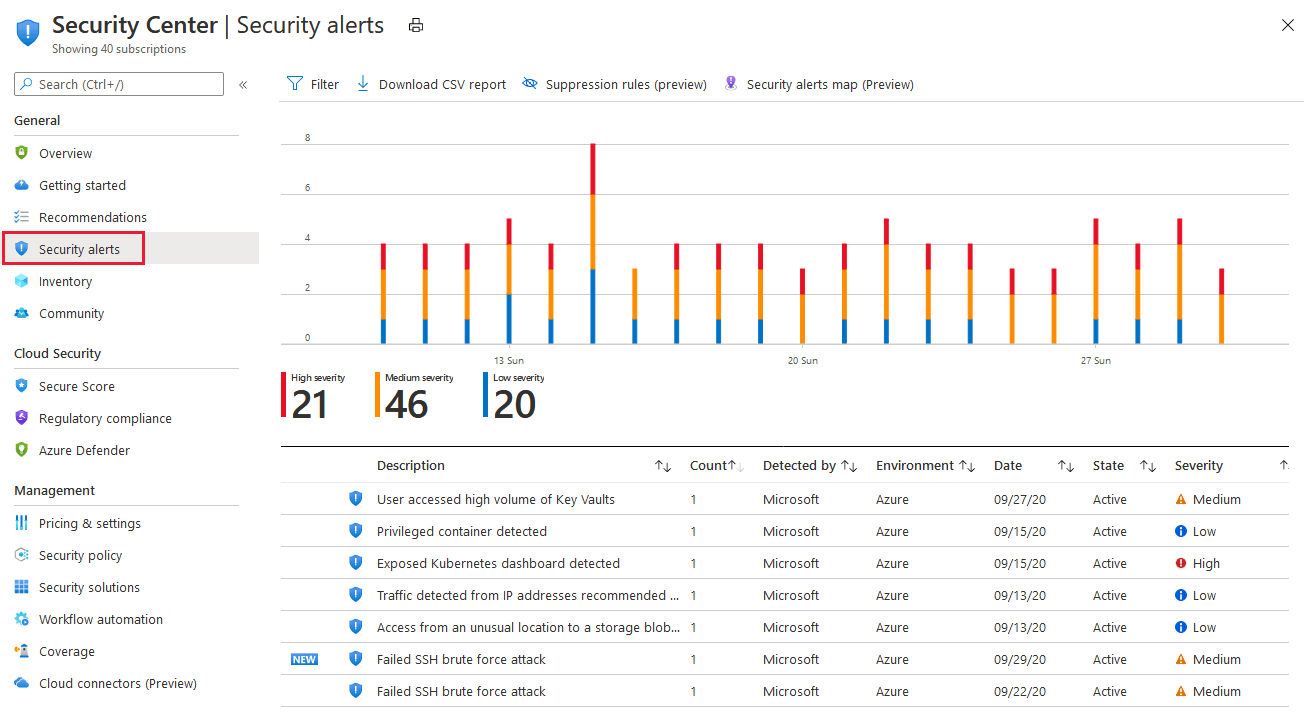 Security Center | Security alerts
Showing 40 subscriptions
Search (Ctrl+/)
«
General
Overview
Getting started
Recommendations
Security alerts
Inventory
Community
Cloud Security
Secure Score
Regulatory compliance
Azure Defender
Management
Pricing & settings
Security policy
Security solutions
Workflow automation
Coverage
Cloud connectors (Preview)
Filter Download CSV report Suppression rules (preview) Security alerts map (Preview)
8
6
4
2
0
13 Sun 20 Sun 27 Sun
High severity Medium severity Low severity
21 46 20
Description Count Detected by Environment Date State Severity
User accessed high volume of Key Vaults 1 Microsoft Azure 09/27/20 Active Medium
Privileged container detected 1 Microsoft Azure 09/15/20 Active Low
Exposed Kubernetes dashboard detected 1 Microsoft Azure 09/15/20 Active High
Traffic detected from IP addresses recommended ... 1 Microsoft Azure 09/13/20 Active Low
Access from an unusual location to a storage blob... 1 Microsoft Azure 09/13/20 Active Low
NEW Failed SSH brute force attack 1 Microsoft Azure 09/29/20 Active Medium
Failed SSH brute force attack 1 Microsoft Azure 09/22/20 Active Medium